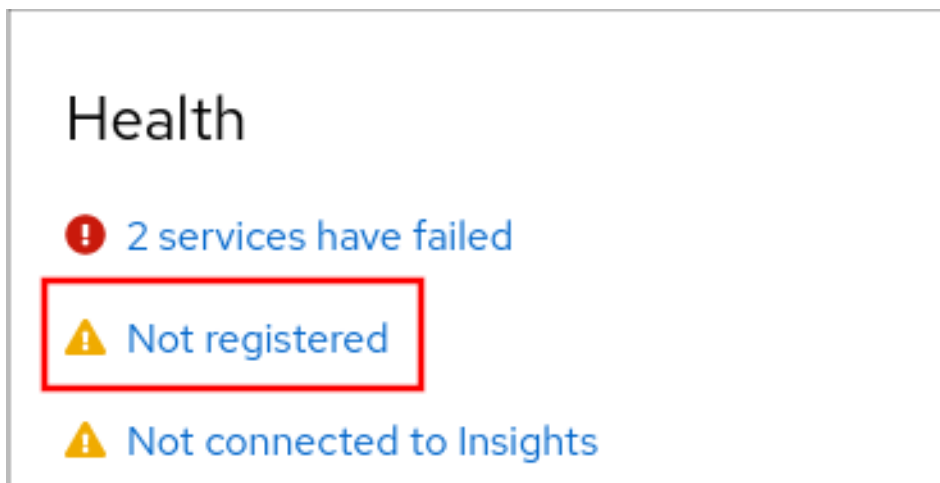 Health
2 services have failed
Not registered
Not connected to Insights